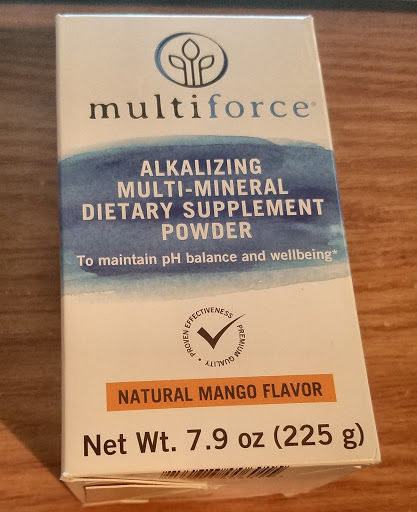 multiforce®
ALKALIZING
MULTI-MINERAL
DIETARY SUPPLEMENT
POWDER
To maintain pH balance and wellbeing*
PROVEN EFFECTIVENESS • PREMIUM QUALITY •
NATURAL MANGO FLAVOR
Net Wt. 7.9 oz (225 g)